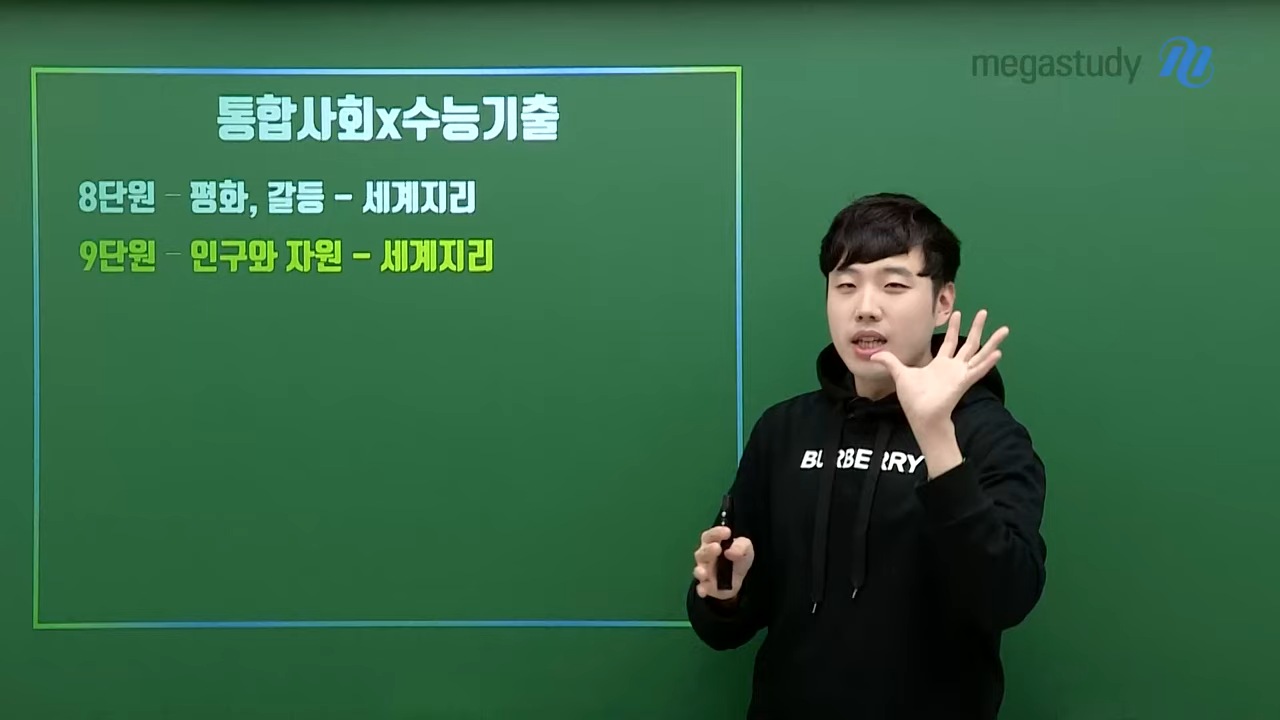 megastudy
통합사회x수능기출
8단원 - 평화, 갈등 - 세계지리
9단원 - 인구와 자원 - 세계지리
BURBERRY